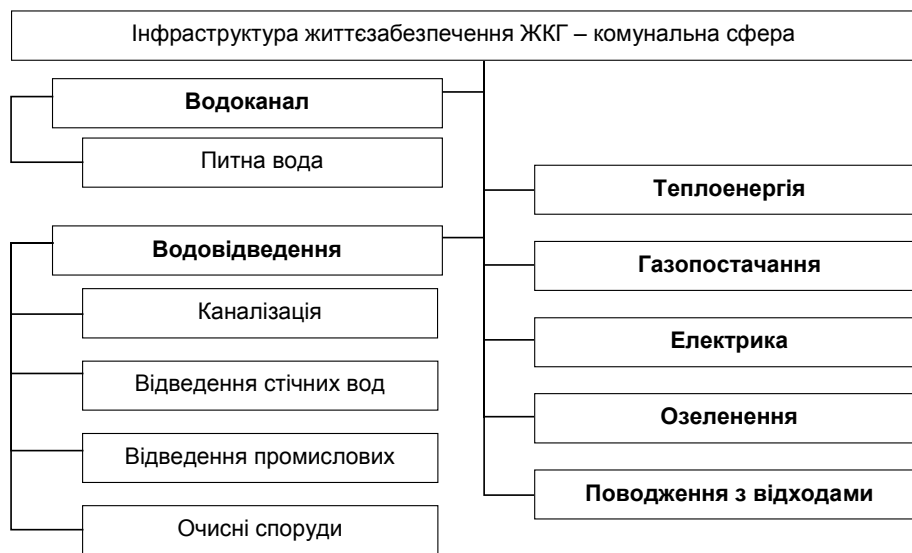 Інфраструктура життєзабезпечення ЖКГ – комунальна сфера
Водоканал
Питна вода
Водовідведення
Каналізація
Відведення стічних вод
Відведення промислових
Очисні споруди
Теплоенергія
Газопостачання
Електрика
Озеленення
Поводження з відходами